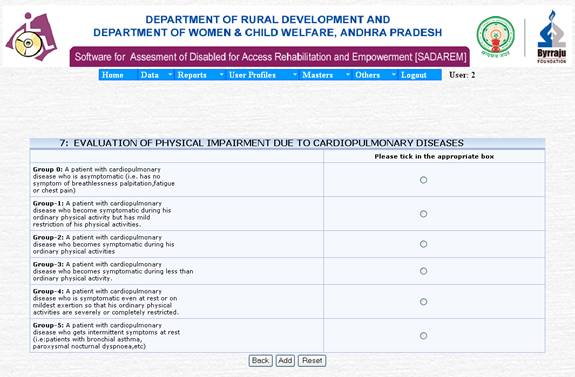 DEPARTMENT OF RURAL DEVELOPMENT AND
DEPARTMENT OF WOMEN & CHILD WELFARE, ANDHRA PRADESH
Software for Assesment of Disabled for Access Rehabilitation and Empowerment [SADAREM]
Byrraju
FOUNDATION
Home Data Reports User Profiles Masters Others Logout User: 2
7: EVALUATION OF PHYSICAL IMPAIRMENT DUE TO CARDIOPULMONARY DISEASES
Please tick in the appropriate box
Group 0: A patient with cardiopulmonary
disease who is asymptomatic (i.e. has no
symptom of breathlessness palpitation,fatigue
or chest pain)
Group-1: A patient with cardiopulmonary
disease who become symptomatic during his
ordinary physical activity but has mild
restriction of his physical activities.
Group-2: A patient with cardiopulmonary
disease who becomes symptomatic during his
ordinary physical activities
Group-3: A patient with cardiopulmonary
disease who becomes symptomatic during less than
ordinary physical activity.
Group-4: A patient with cardiopulmonary
disease who is symptomatic even at rest or on
mildest exertion so that his ordinary physical
activities are severely or completely restricted.
Group-5: A patient with cardiopulmonary
disease who gets intermittent symptoms at rest
(i.e:patients with bronchial asthma,
paroxysmal nocturnal dyspnoea,etc)
Back Add Reset